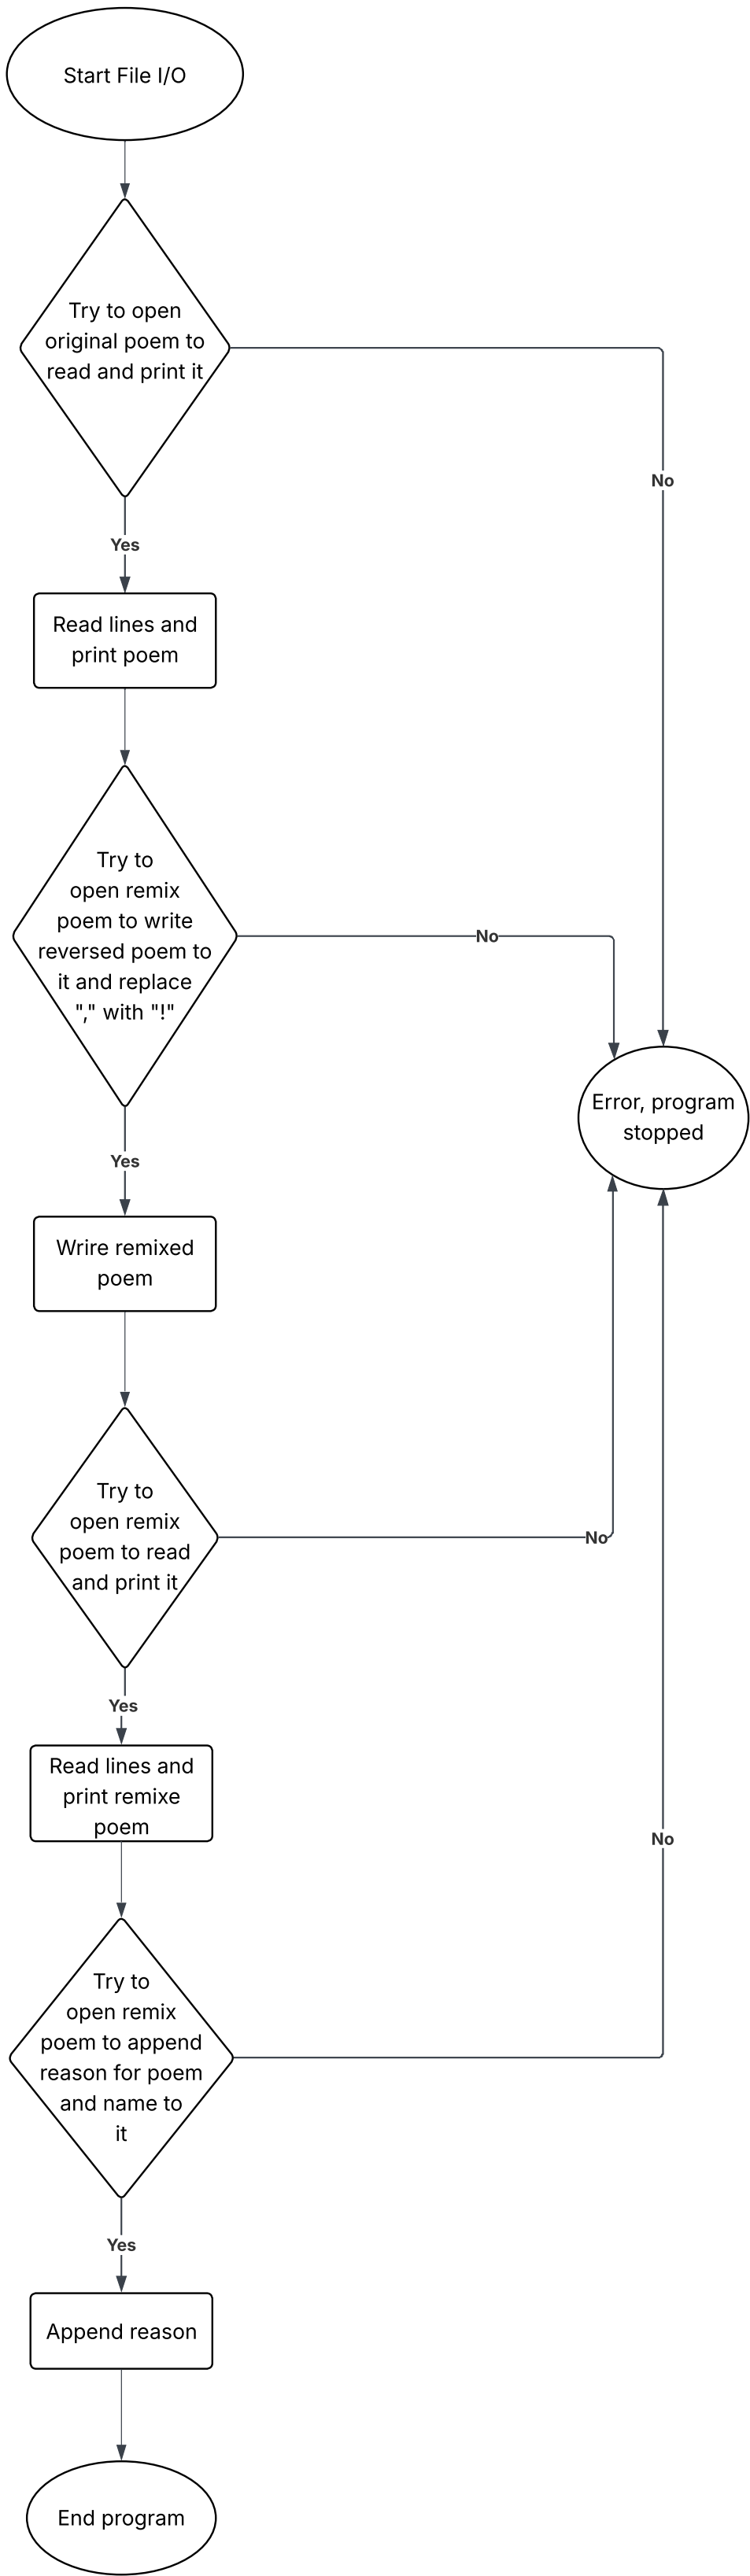 Start File I/O
Try to open
original poem to
read and print it
No
Yes
Read lines and
print poem
Try to
open remix
poem to write
reversed poem to
it and replace
"," with "!"
No
Error, program
stopped
Yes
Wrire remixed
poem
Try to
open remix
poem to read
and print it
No
Yes
Read lines and
print remixe
poem
No
Try to
open remix
poem to append
reason for poem
and name to
it
Yes
Append reason
End program